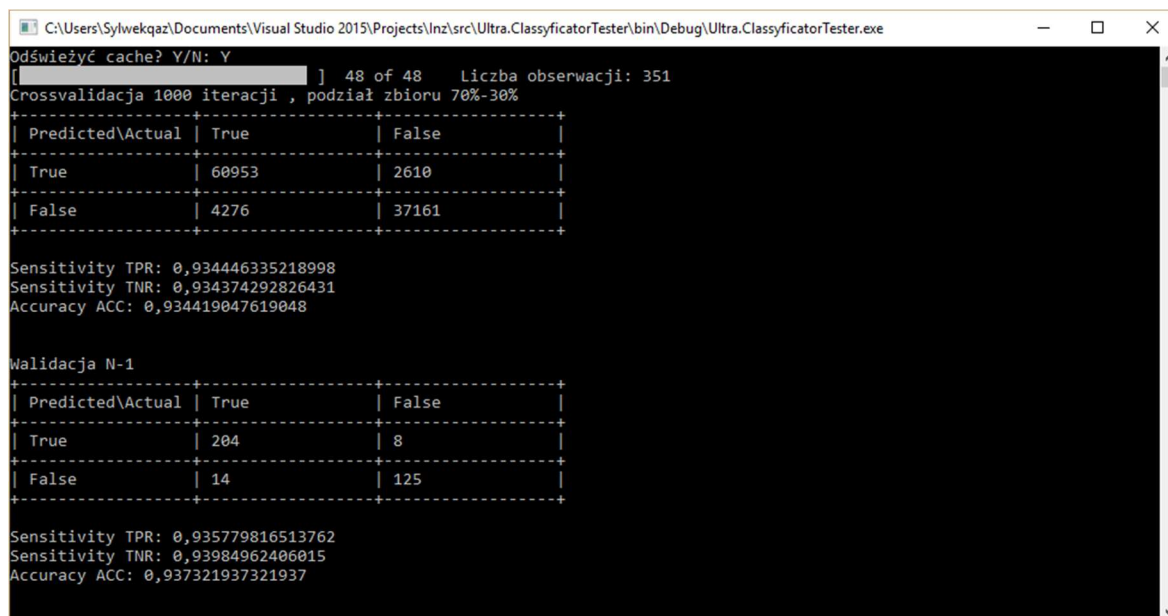 C:\Users\Sylwekqaz\Documents\Visual Studio 2015\Projects\Inz\src\Ultra.ClassyficatorTester\bin\Debug\Ultra.ClassyficatorTester.exe
Odświeżyć cache? Y/N: Y
[ ] 48 of 48 Liczba obserwacji: 351
Crossvalidacja 1000 iteracji , podział zbioru 70%-30%
+------------------+------------------+------------------+
| Predicted\Actual | True | False |
+------------------+------------------+------------------+
| True | 60953 | 2610 |
+------------------+------------------+------------------+
| False | 4276 | 37161 |
+------------------+------------------+------------------+
Sensitivity TPR: 0,934446335218998
Sensitivity TNR: 0,934374292826431
Accuracy ACC: 0,934419047619048
Walidacja N-1
+------------------+------------------+------------------+
| Predicted\Actual | True | False |
+------------------+------------------+------------------+
| True | 204 | 8 |
+------------------+------------------+------------------+
| False | 14 | 125 |
+------------------+------------------+------------------+
Sensitivity TPR: 0,935779816513762
Sensitivity TNR: 0,93984962406015
Accuracy ACC: 0,937321937321937